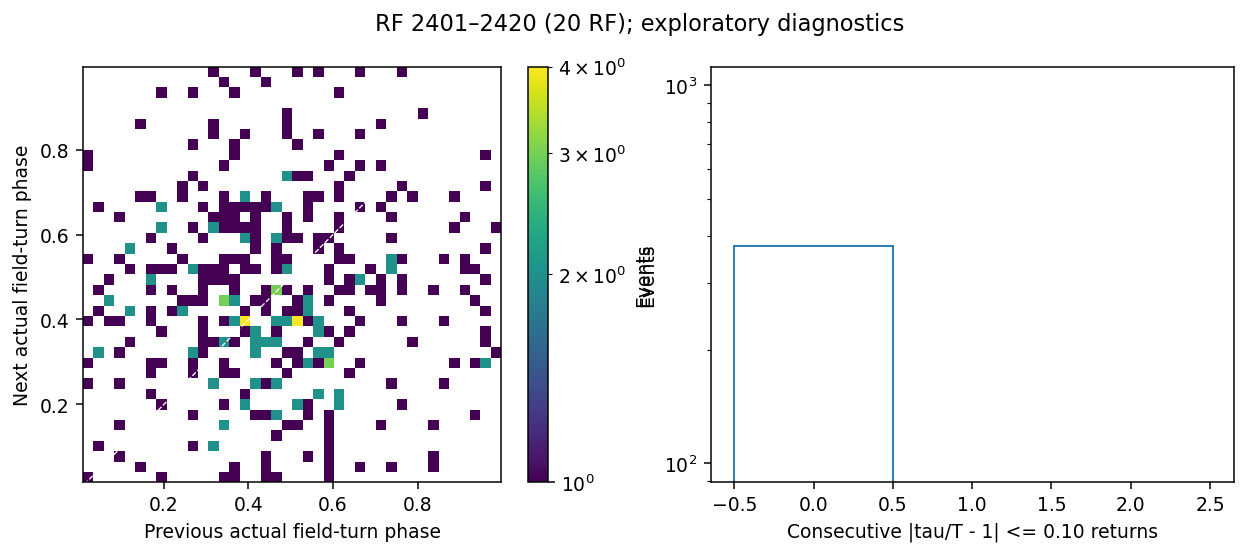 RF 2401–2420 (20 RF); exploratory diagnostics
Next actual field-turn phase
0.8
0.6
0.4
0.2
0.2 0.4 0.6 0.8
Previous actual field-turn phase
4 × 10⁰
3 × 10⁰
2 × 10⁰
10⁰
Events
Events
10³
10²
−0.5 0.0 0.5 1.0 1.5 2.0 2.5
Consecutive |tau/T - 1| <= 0.10 returns